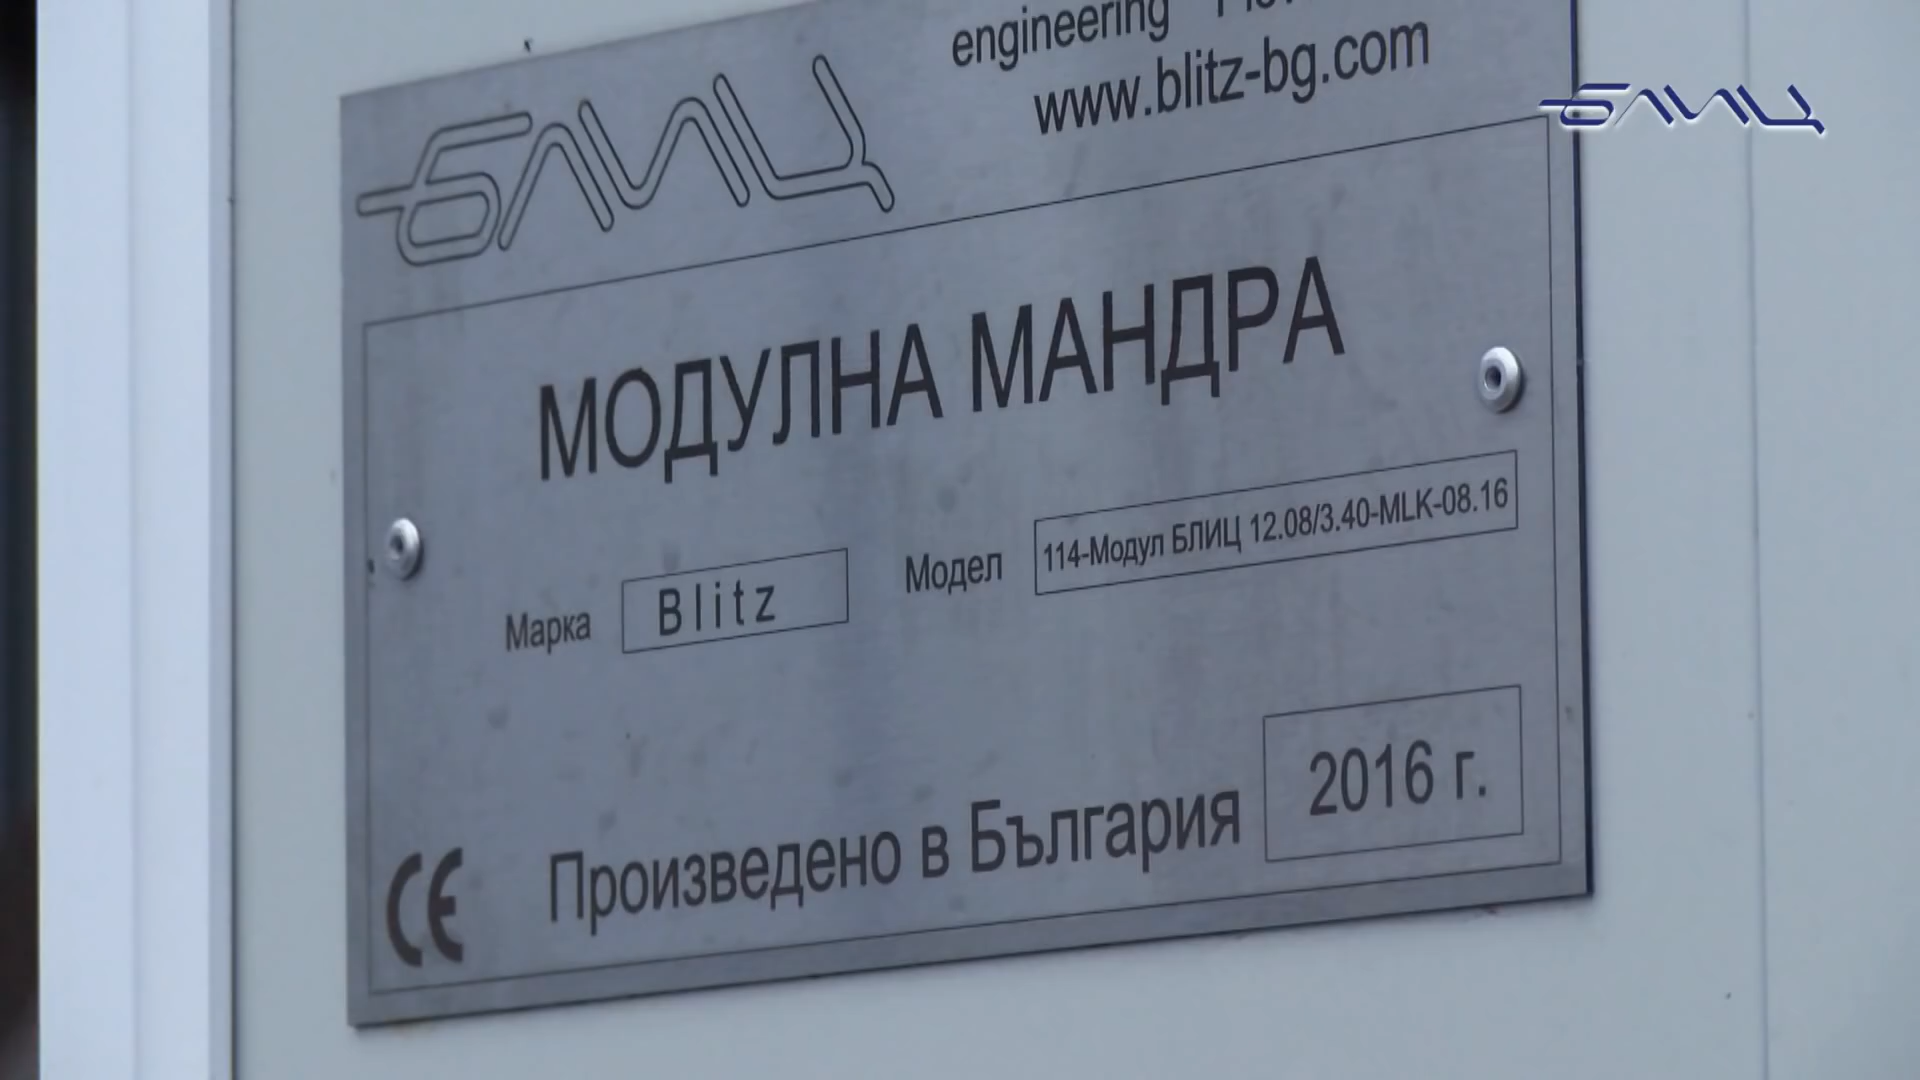 engineering
www.blitz-bg.com
БЛИЦ
БЛИЦ
МОДУЛНА МАНДРА
Марка Blitz Модел 114-Модул БЛИЦ 12.08/3.40-MLK-08.16
CE Произведено в България 2016 г.